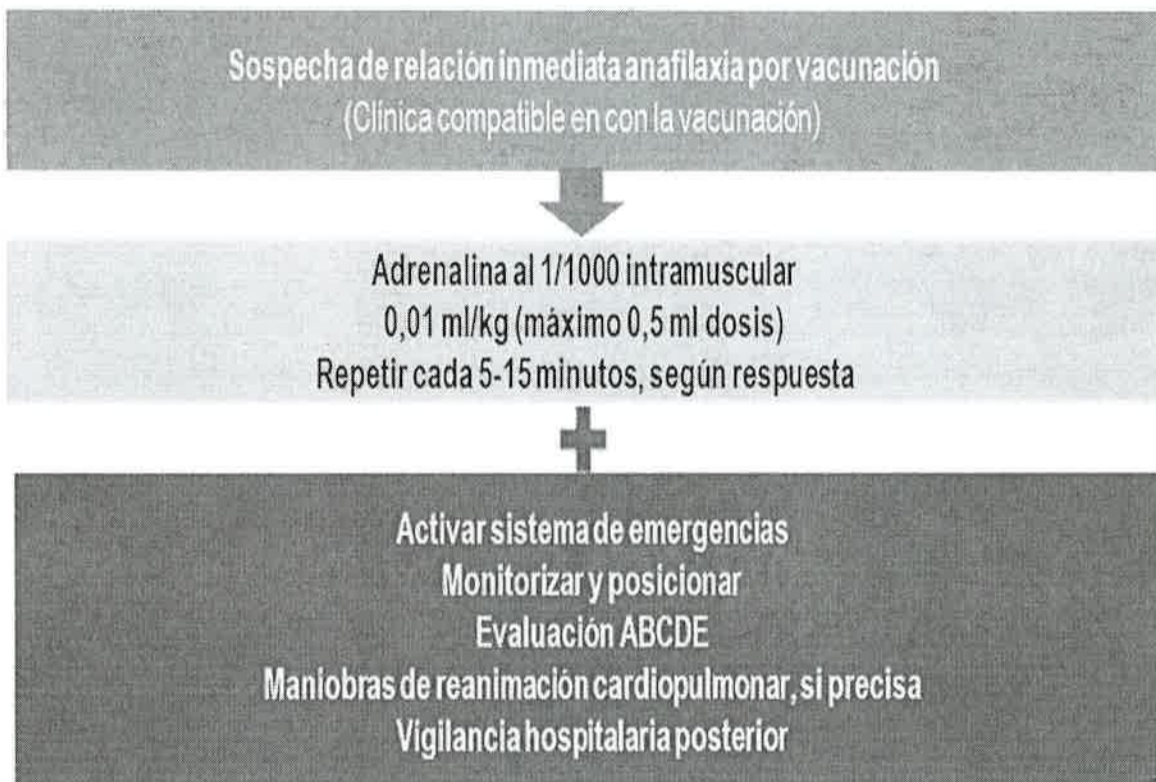 Sospecha de relación inmediata anafilaxia por vacunación
(Clínica compatible en con la vacunación)
Adrenalina al 1/1000 intramuscular
0,01 ml/kg (máximo 0,5 ml dosis)
Repetir cada 5-15 minutos, según respuesta
Activar sistema de emergencias
Monitorizar y posicionar
Evaluación ABCDE
Maniobras de reanimación cardiopulmonar, si precisa
Vigilancia hospitalaria posterior